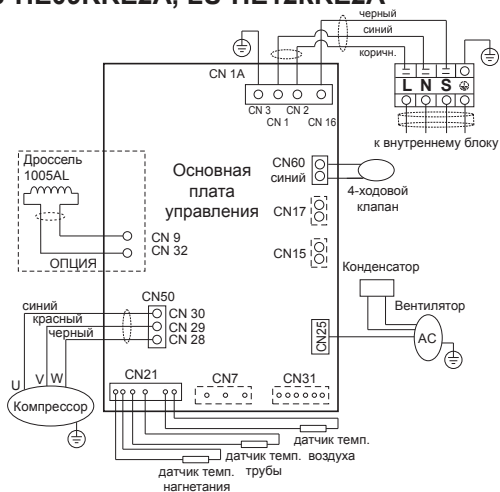 черный
синий
коричн.
CN 1A
CN 3
CN 2
CN 1
CN 16
L N S
к внутреннему блоку
Дроссель
1005AL
ОПЦИЯ
CN 9
CN 32
Основная
плата
управления
CN60
синий
4-ходовой
клапан
CN17
CN15
Конденсатор
Вентилятор
AC
CN25
CN50
синий
красный
черный
CN 30
CN 29
CN 28
U V W
Компрессор
CN21
CN7
CN31
датчик темп.
воздуха
датчик темп.
трубы
датчик темп.
нагнетания